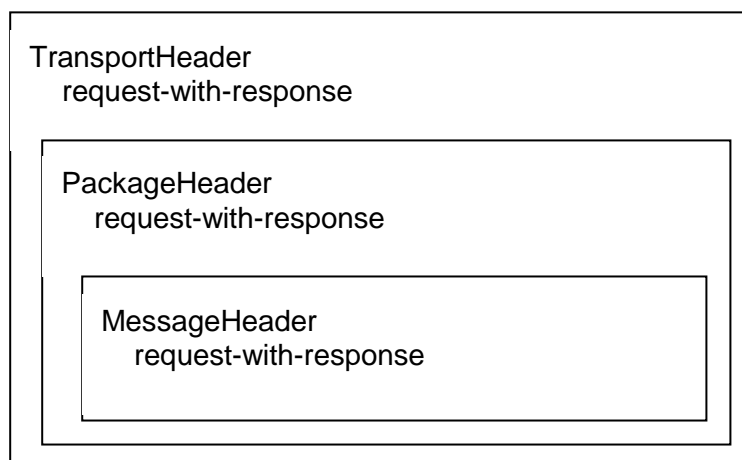 TransportHeader
request-with-response
PackageHeader
request-with-response
MessageHeader
request-with-response